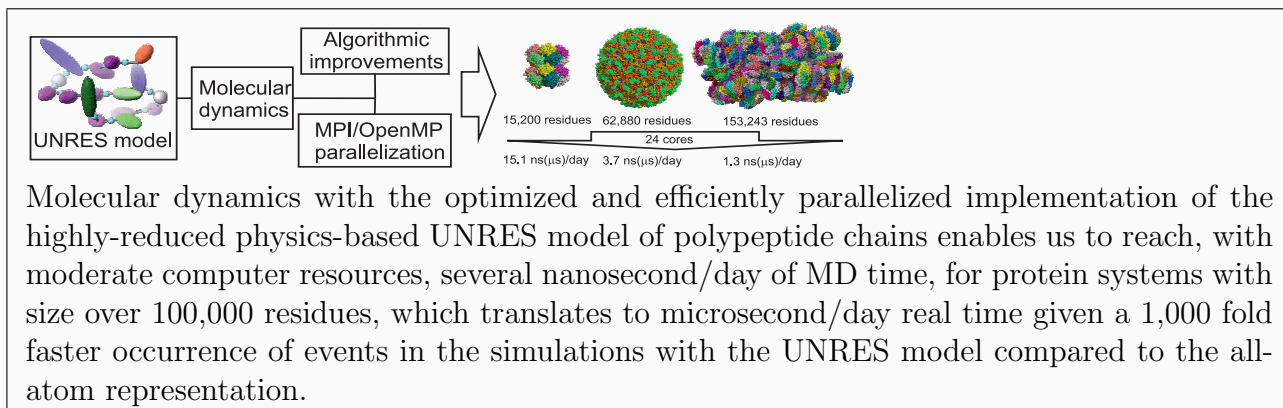 UNRES model
Molecular
dynamics
Algorithmic
improvements
MPI/OpenMP
parallelization
15,200 residues 62,880 residues 153,243 residues
24 cores
15.1 ns(μs)/day 3.7 ns(μs)/day 1.3 ns(μs)/day
Molecular dynamics with the optimized and efficiently parallelized implementation of the
highly-reduced physics-based UNRES model of polypeptide chains enables us to reach, with
moderate computer resources, several nanosecond/day of MD time, for protein systems with
size over 100,000 residues, which translates to microsecond/day real time given a 1,000 fold
faster occurrence of events in the simulations with the UNRES model compared to the all-
atom representation.